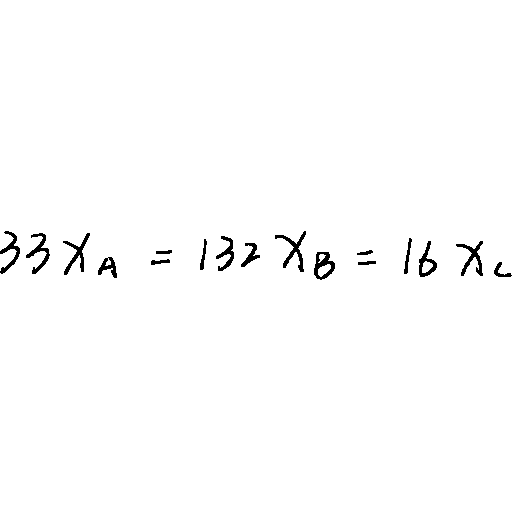 33 X_A = 132 X_B = 16 X_C